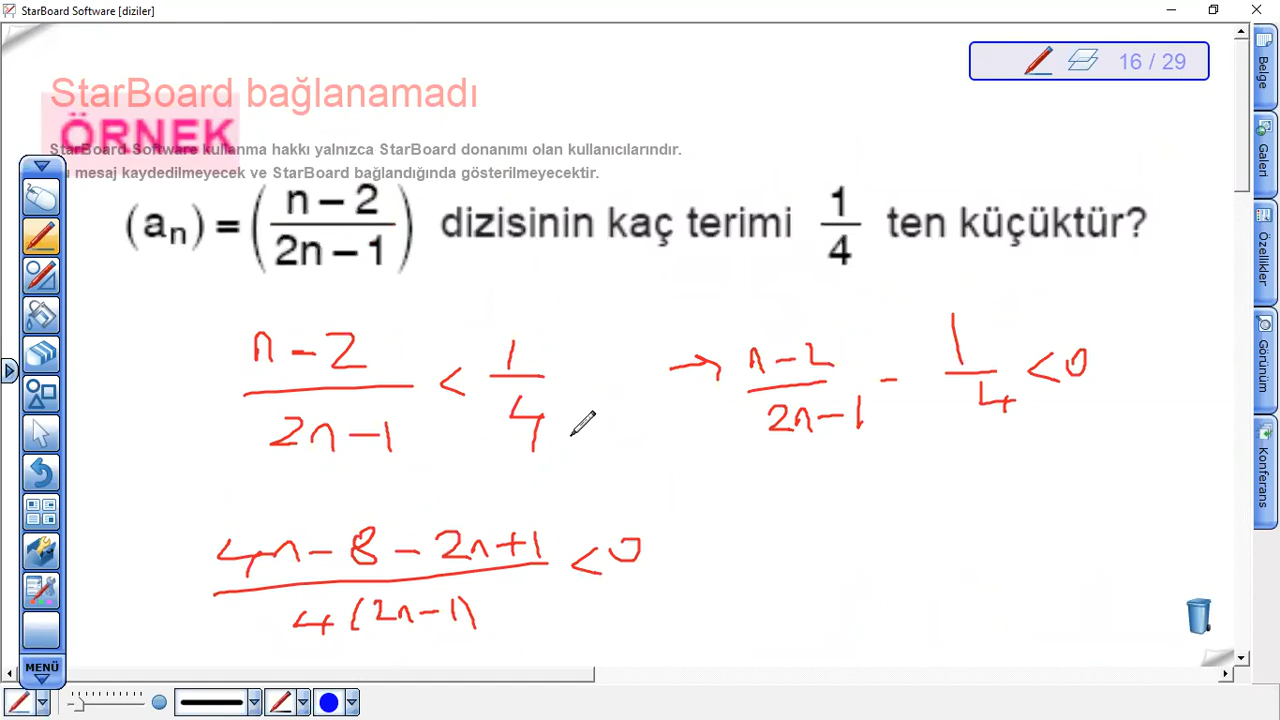 StarBoard Software [diziler]
16 / 29
StarBoard bağlanamadı
ÖRNEK
StarBoard Software kullanma hakkı yalnızca StarBoard donanımı olan kullanıcılarındır.
mesaj kaydedilmeyecek ve StarBoard bağlandığında gösterilmeyecektir.
(an) = (n – 2 / 2n – 1) dizisinin kaç terimi 1/4 ten küçüktür?
n – 2 / 2n – 1 < 1/4 → n – 2 / 2n – 1 – 1/4 < 0
4n – 8 – 2n + 1 / 4(2n – 1) < 0
Belge
Galeri
Özellikler
Görünüm
Konferans
MENÜ